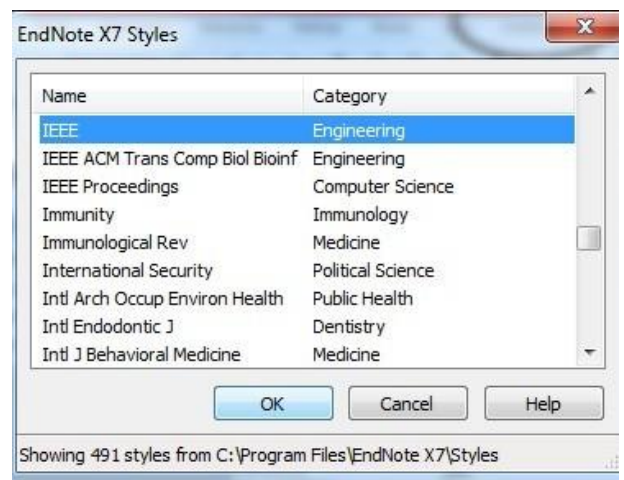 EndNote X7 Styles
Name Category
IEEE Engineering
IEEE ACM Trans Comp Biol Bioinf Engineering
IEEE Proceedings Computer Science
Immunity Immunology
Immunological Rev Medicine
International Security Political Science
Intl Arch Occup Environ Health Public Health
Intl Endodontic J Dentistry
Intl J Behavioral Medicine Medicine
OK Cancel Help
Showing 491 styles from C:\Program Files\EndNote X7\Styles